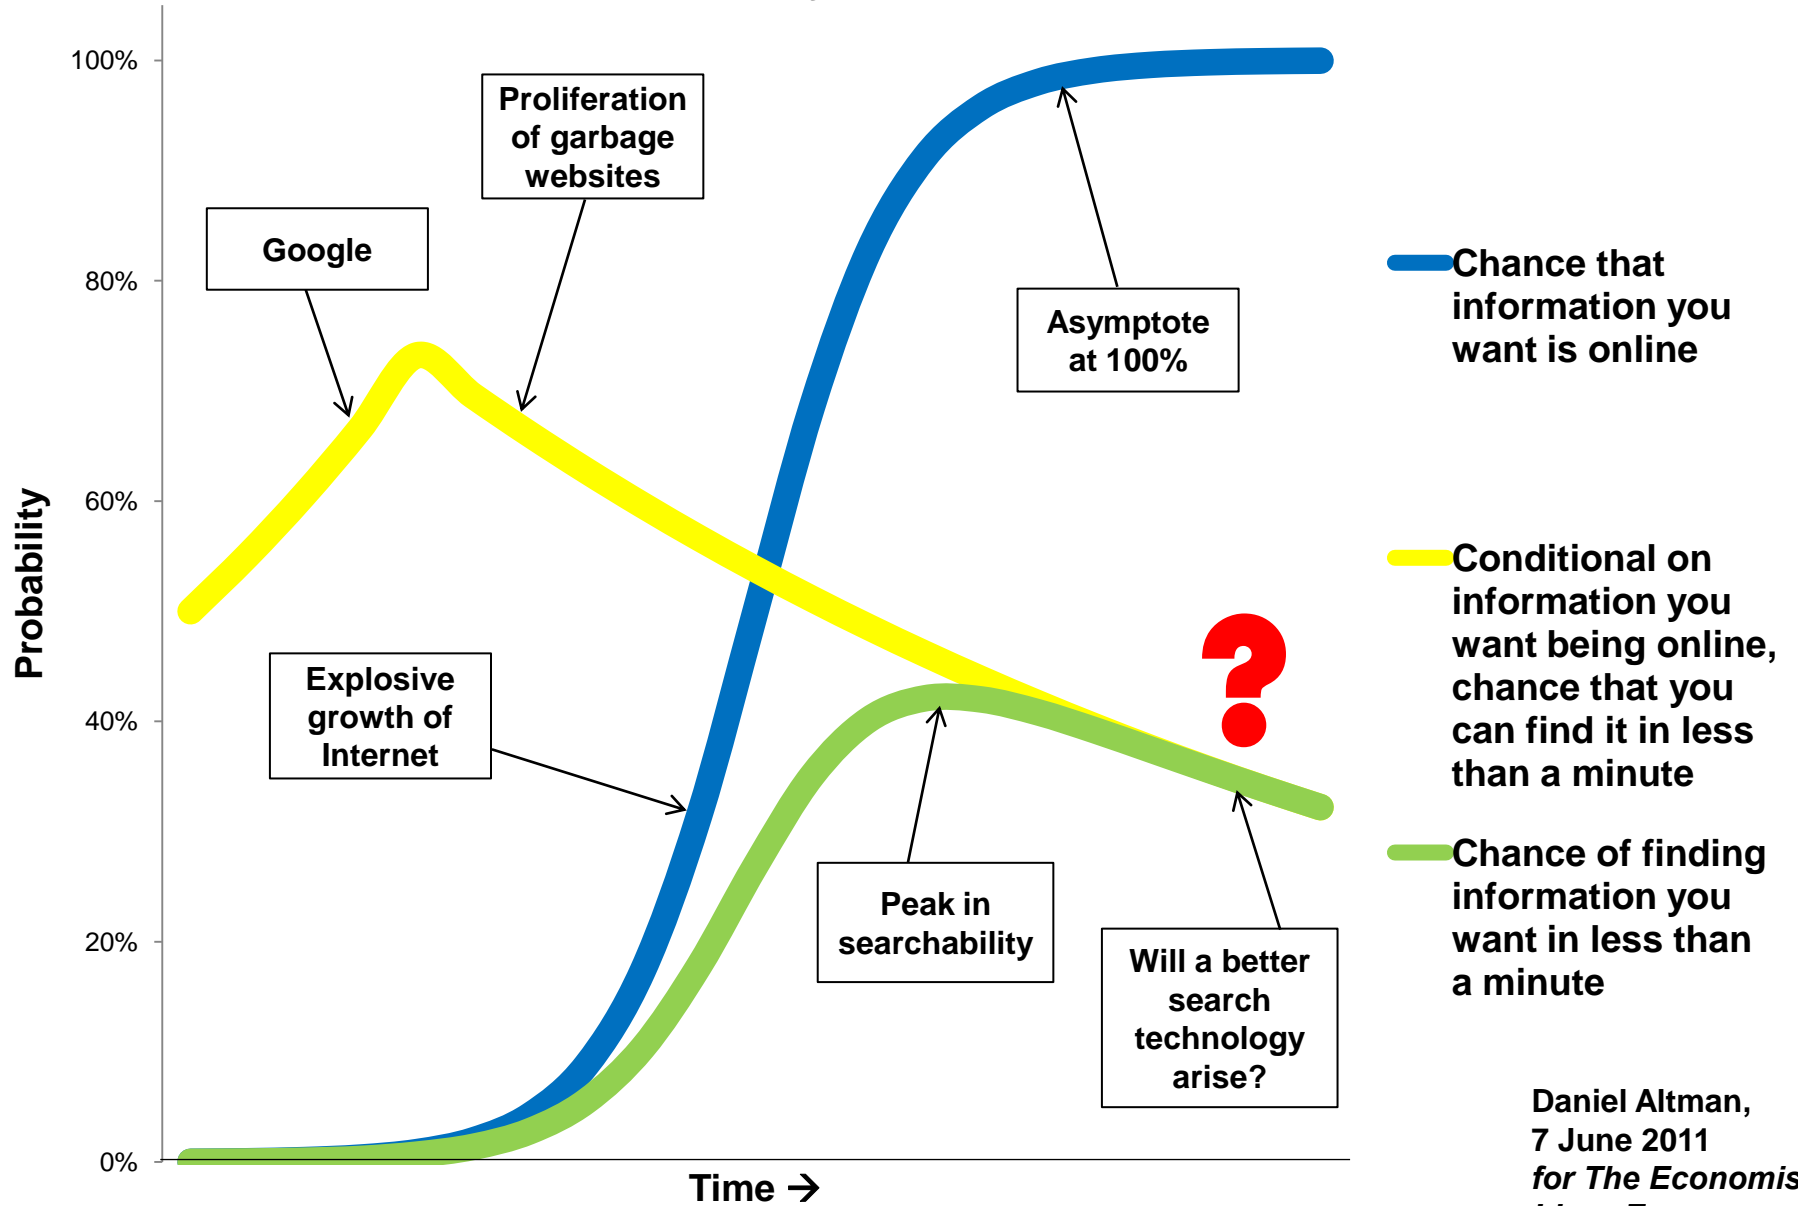 100%
80%
60%
40%
20%
0%
Probability
Time →
Google
Proliferation
of garbage
websites
Asymptote
at 100%
Explosive
growth of
Internet
Peak in
searchability
Will a better
search
technology
arise?
?
Chance that
information you
want is online
Conditional on
information you
want being online,
chance that you
can find it in less
than a minute
Chance of finding
information you
want in less than
a minute
Daniel Altman,
7 June 2011
for The Economis